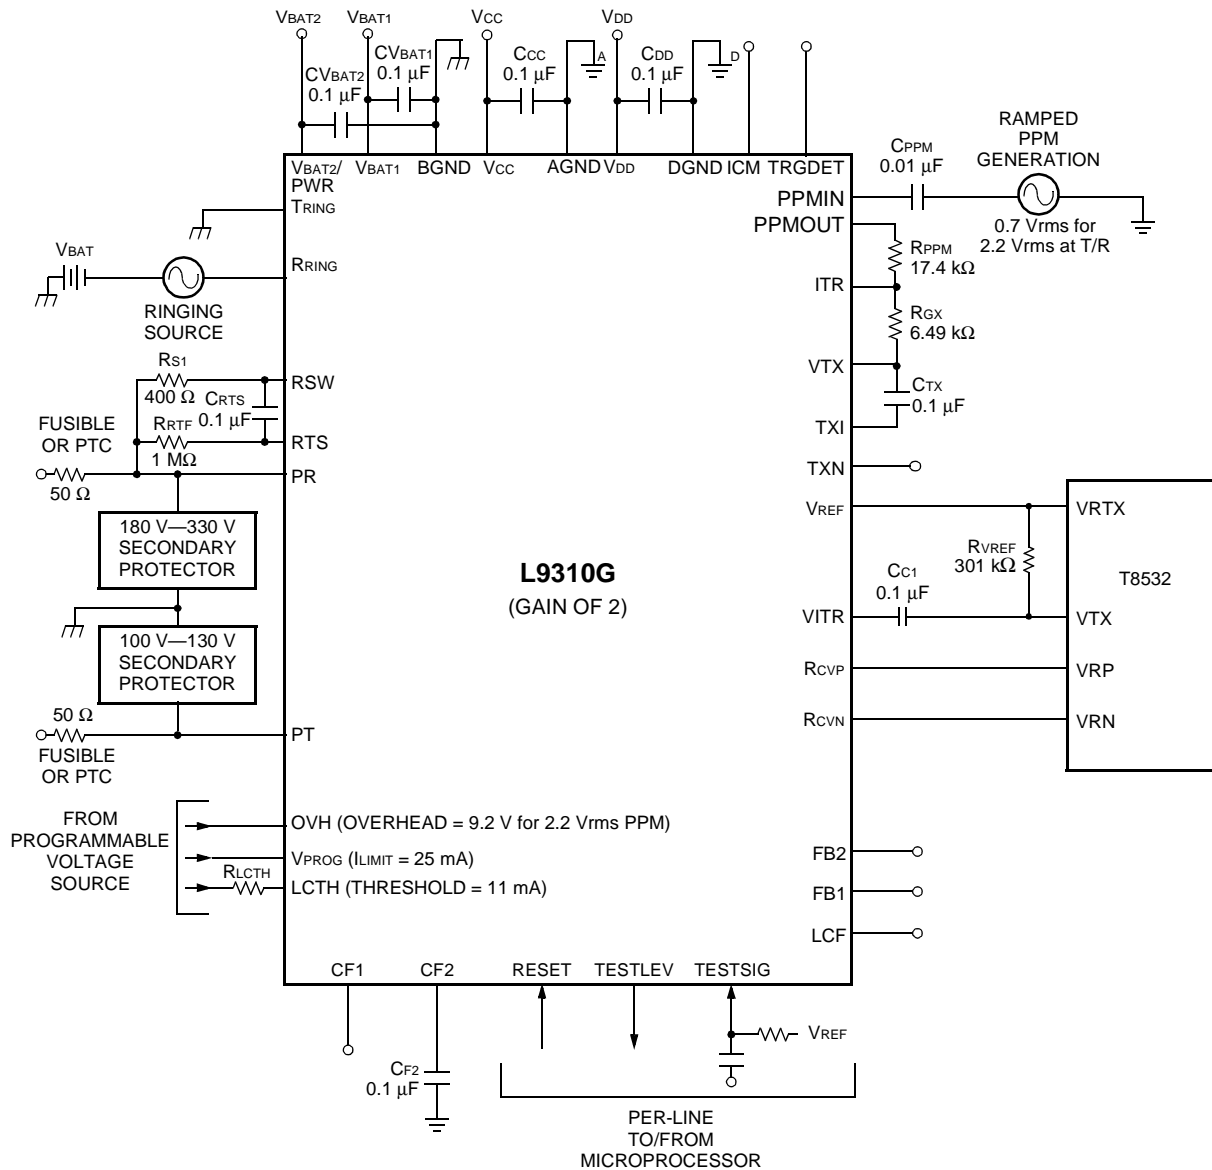 VBAT2
VBAT1
VCC
VDD
CVBAT2
0.1 µF
CVBAT1
0.1 µF
CCC
0.1 µF
A
CDD
0.1 µF
D
VBAT2/
PWR
VBAT1
BGND
VCC
AGND
VDD
DGND
ICM
TRGDET
TRING
RRING
VBAT
RINGING
SOURCE
RS1
400 Ω
CRTS
0.1 µF
RRTF
1 MΩ
RSW
RTS
PR
FUSIBLE
OR PTC
50 Ω
180 V—330 V
SECONDARY
PROTECTOR
100 V—130 V
SECONDARY
PROTECTOR
50 Ω
FUSIBLE
OR PTC
PT
FROM
PROGRAMMABLE
VOLTAGE
SOURCE
RLCTH
OVH (OVERHEAD = 9.2 V for 2.2 Vrms PPM)
VPROG (ILIMIT = 25 mA)
LCTH (THRESHOLD = 11 mA)
L9310G
(GAIN OF 2)
PPMIN
PPMOUT
ITR
VTX
TXI
TXN
VREF
VITR
RCVP
RCVN
FB2
FB1
LCF
CPPM
0.01 µF
RAMPED
PPM
GENERATION
0.7 Vrms for
2.2 Vrms at T/R
RPPM
17.4 kΩ
RGX
6.49 kΩ
CTX
0.1 µF
RVREF
301 kΩ
CC1
0.1 µF
VRTX
T8532
VTX
VRP
VRN
CF1
CF2
RESET
TESTLEV
TESTSIG
VREF
CF2
0.1 µF
PER-LINE
TO/FROM
MICROPROCESSOR